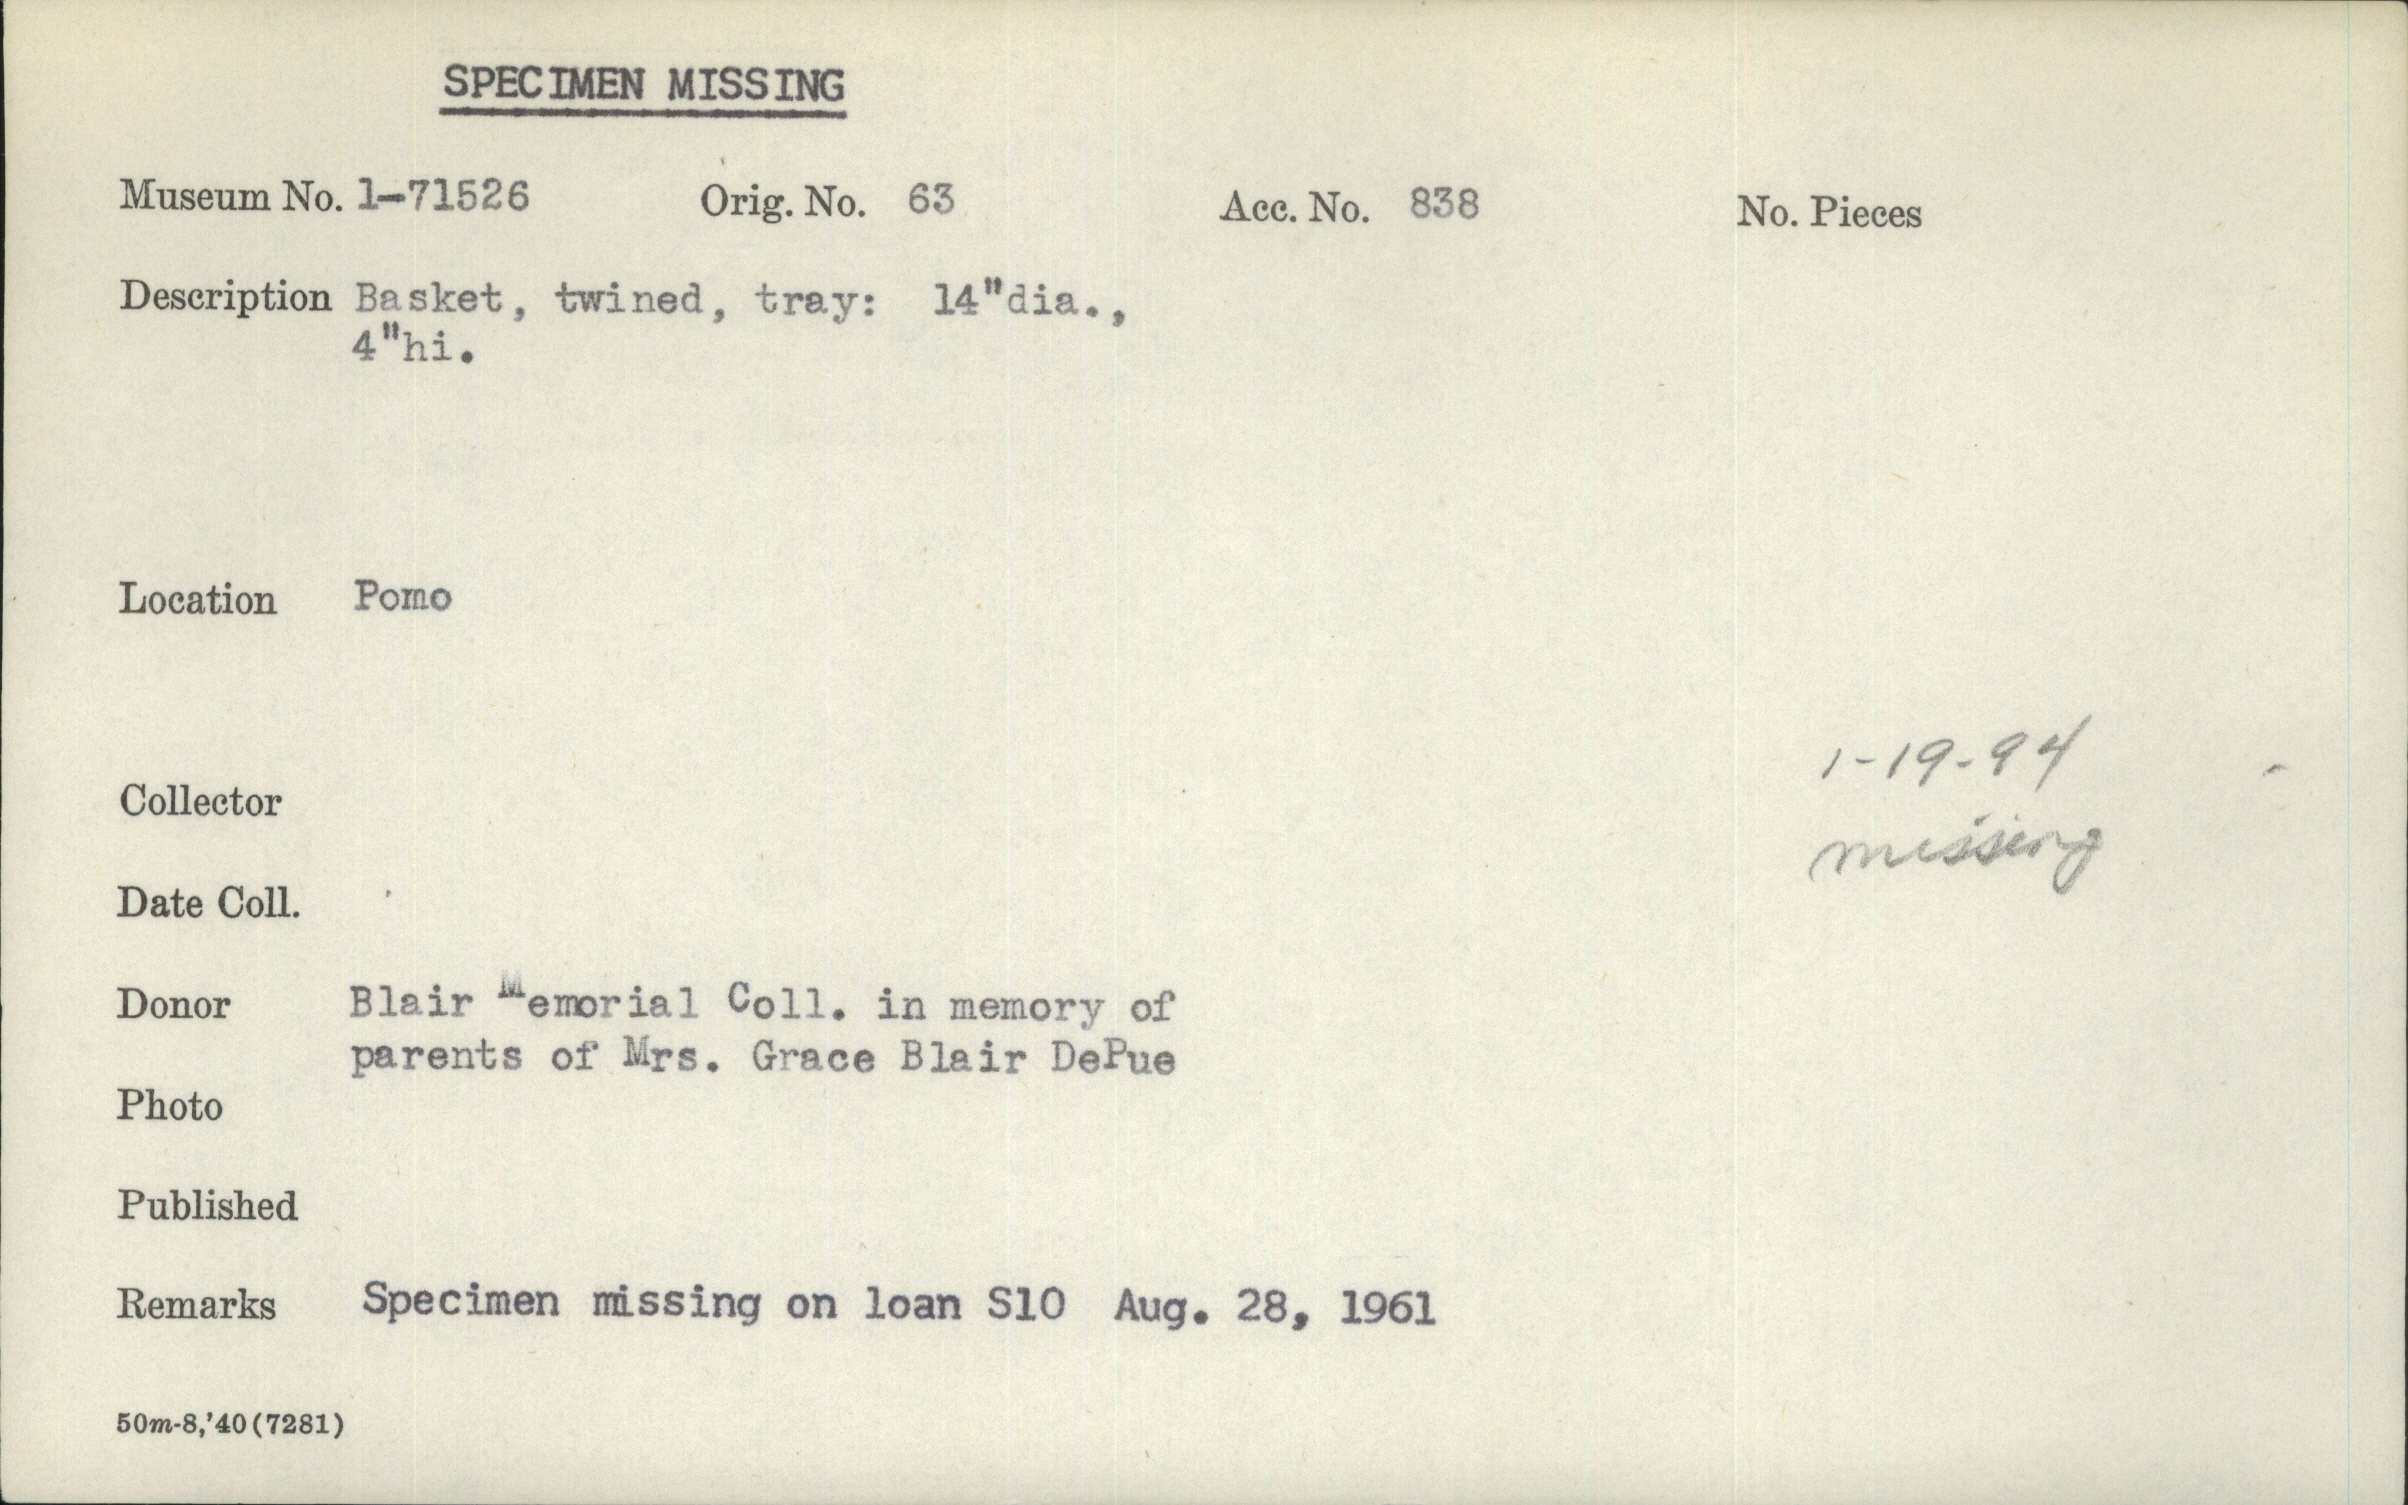 SPECIMEN MISSING
Museum No. 1-71526 Orig. No. 63 Acc. No. 838 No. Pieces
Description Basket, twined, tray: 14"dia.,
4"hi.
Location Pomo
1-19-94
Collector
missing
Date Coll.
Donor Blair Memorial Coll. in memory of
parents of Mrs. Grace Blair DePue
Photo
Published
Remarks Specimen missing on loan S10 Aug. 28, 1961
50m-8,'40(7281)